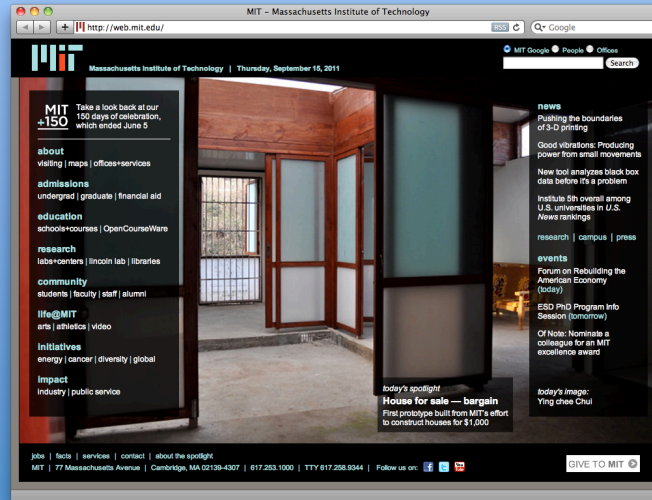 MIT - Massachusetts Institute of Technology
http://web.mit.edu/
RSS
Google
MiT
Massachusetts Institute of Technology | Thursday, September 15, 2011
MIT Google People Offices
Search
MIT
+150
Take a look back at our
150 days of celebration,
which ended June 5
about
visiting | maps | offices+services
admissions
undergrad | graduate | financial aid
education
schools+courses | OpenCourseWare
research
labs+centers | lincoln lab | libraries
community
students | faculty | staff | alumni
life@MIT
arts | athletics | video
initiatives
energy | cancer | diversity | global
impact
industry | public service
news
Pushing the boundaries
of 3-D printing
Good vibrations: Producing
power from small movements
New tool analyzes black box
data before it's a problem
Institute 5th overall among
U.S. universities in U.S.
News rankings
research | campus | press
events
Forum on Rebuilding the
American Economy
(today)
ESD PhD Program Info
Session (tomorrow)
Of Note: Nominate a
colleague for an MIT
excellence award
today's image:
Ying chee Chui
MiT
today's spotlight
House for sale — bargain
First prototype built from MIT's effort
to construct houses for $1,000
jobs | facts | services | contact | about the spotlight
MIT | 77 Massachusetts Avenue | Cambridge, MA 02139-4307 | 617.253.1000 | TTY 617.258.9344 | Follow us on:
GIVE TO MIT